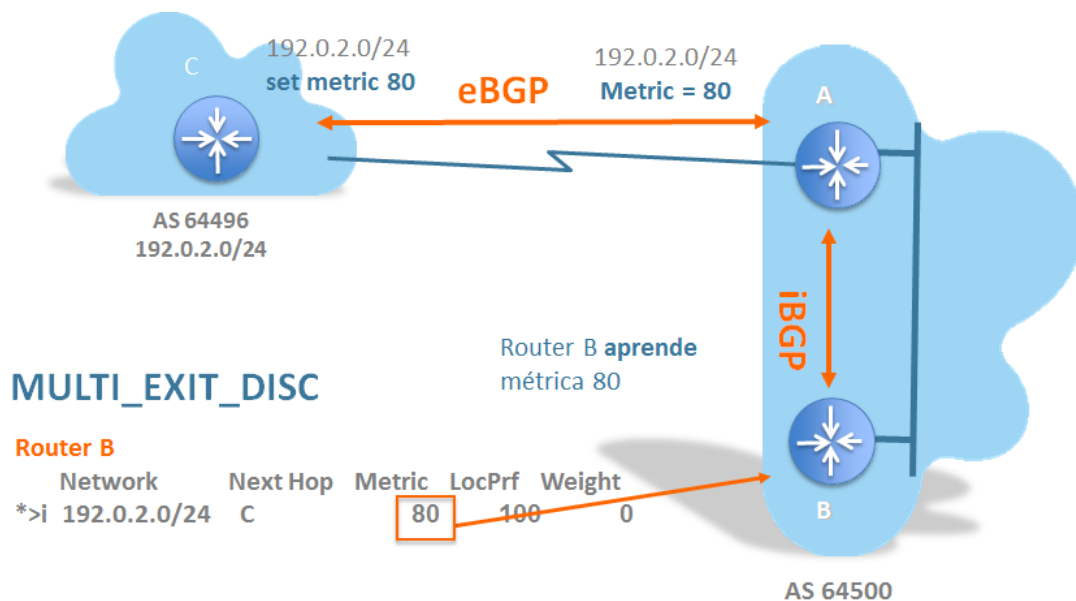 C
192.0.2.0/24
set metric 80
eBGP
192.0.2.0/24
Metric = 80
A
AS 64496
192.0.2.0/24
iBGP
Router B aprende
métrica 80
MULTI_EXIT_DISC
Router B
Network Next Hop Metric LocPrf Weight
*>i 192.0.2.0/24 C 80 100 0
B
AS 64500